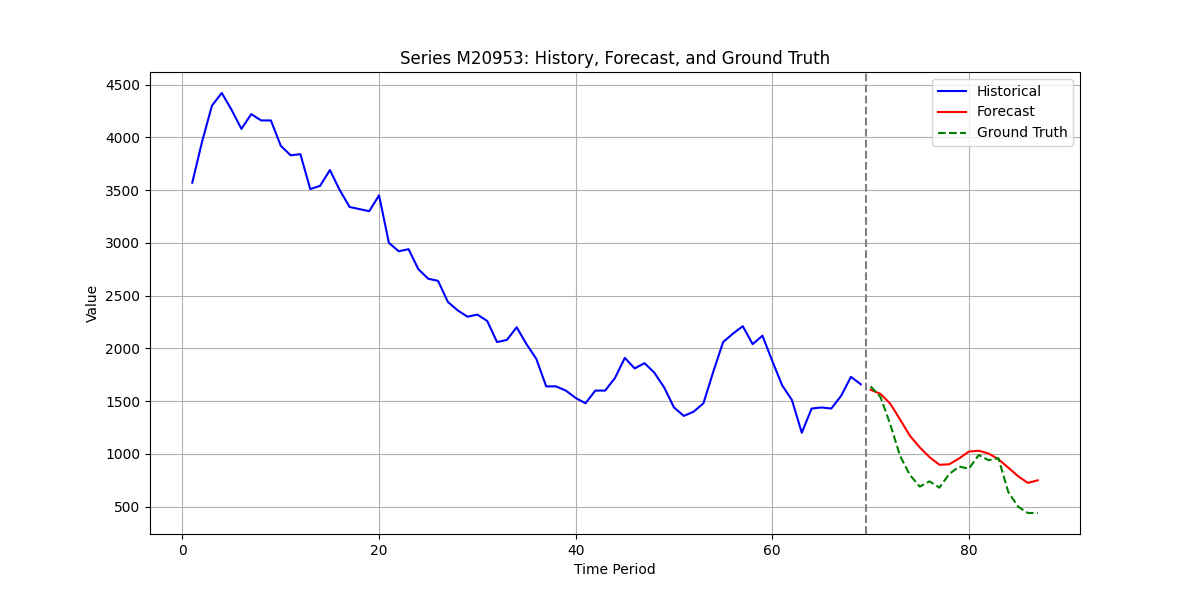 Series M20953: History, Forecast, and Ground Truth
Historical
Forecast
Ground Truth
4500
4000
3500
3000
2500
2000
1500
1000
500
Value
0
20
40
60
80
Time Period